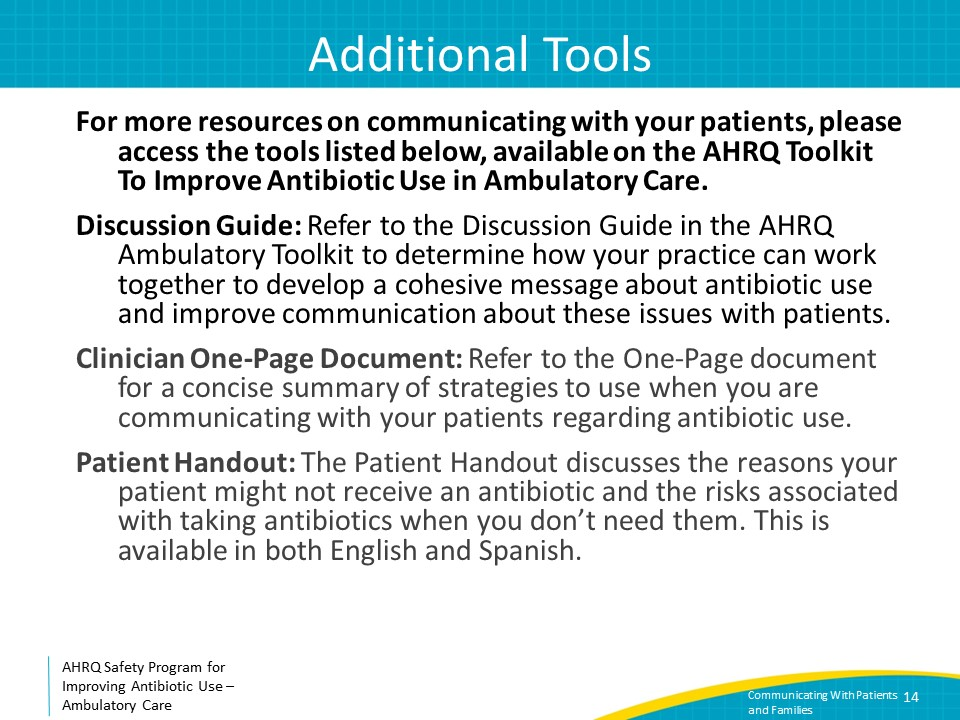 Additional Tools
For more resources on communicating with your patients, please
access the tools listed below, available on the AHRQ Toolkit
To Improve Antibiotic Use in Ambulatory Care.
Discussion Guide: Refer to the Discussion Guide in the AHRQ
Ambulatory Toolkit to determine how your practice can work
together to develop a cohesive message about antibiotic use
and improve communication about these issues with patients.
Clinician One-Page Document: Refer to the One-Page document
for a concise summary of strategies to use when you are
communicating with your patients regarding antibiotic use.
Patient Handout: The Patient Handout discusses the reasons your
patient might not receive an antibiotic and the risks associated
with taking antibiotics when you don’t need them. This is
available in both English and Spanish.
AHRQ Safety Program for
Improving Antibiotic Use –
Ambulatory Care
Communicating With Patients
and Families
14